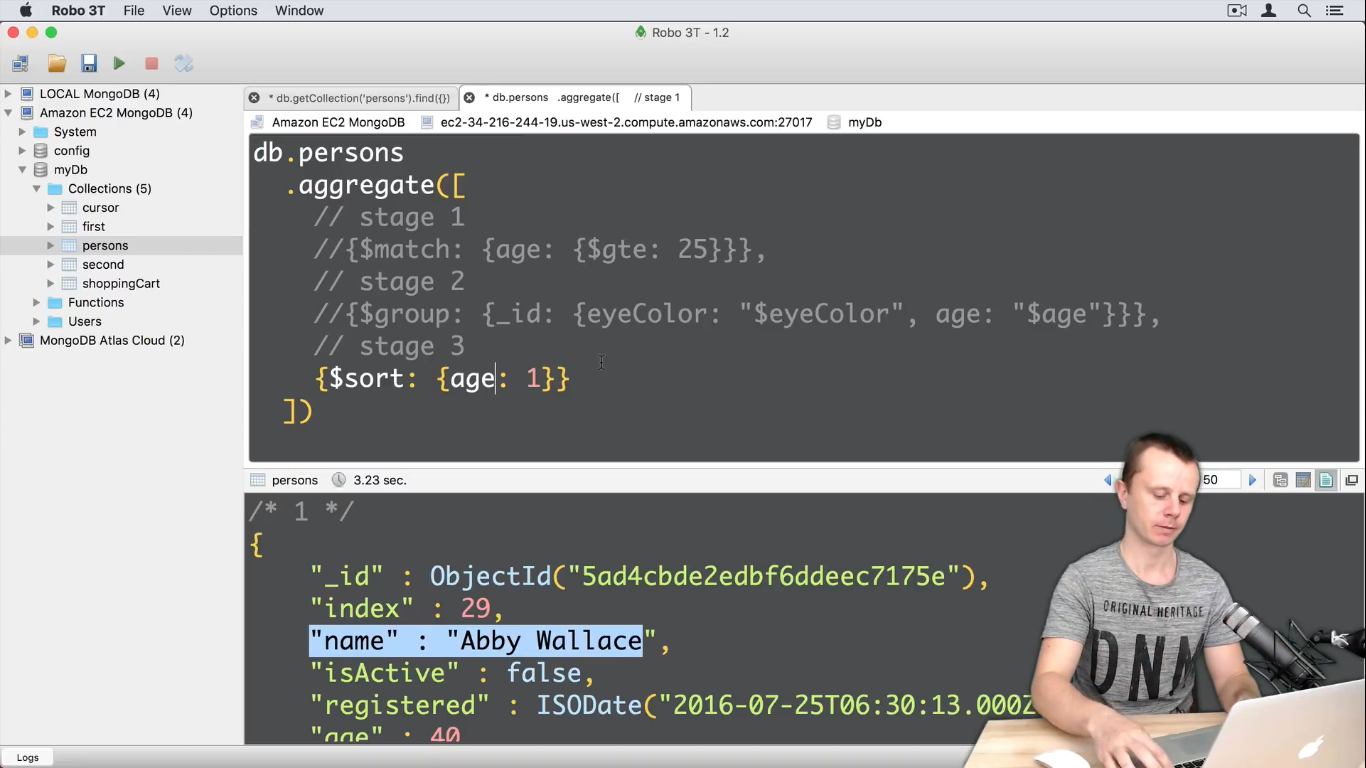 Robo 3T File View Options Window
Robo 3T - 1.2
LOCAL MongoDB (4)
Amazon EC2 MongoDB (4)
System
config
myDb
Collections (5)
cursor
first
persons
second
shoppingCart
Functions
Users
MongoDB Atlas Cloud (2)
* db.getCollection('persons').find({}) * db.persons .aggregate([ // stage 1
Amazon EC2 MongoDB ec2-34-216-244-19.us-west-2.compute.amazonaws.com:27017 myDb
db.persons
.aggregate([
// stage 1
//{$match: {age: {$gte: 25}}},
// stage 2
//{$group: {_id: {eyeColor: "$eyeColor", age: "$age"}}},
// stage 3
{$sort: {age: 1}}
])
persons 3.23 sec. 50
/* 1 */
{
"_id" : ObjectId("5ad4cbde2edbf6ddeec7175e"),
"index" : 29,
"name" : "Abby Wallace",
"isActive" : false,
"registered" : ISODate("2016-07-25T06:30:13.000Z
"age" : 40
ORIGINAL HERITAGE
DNM
Logs